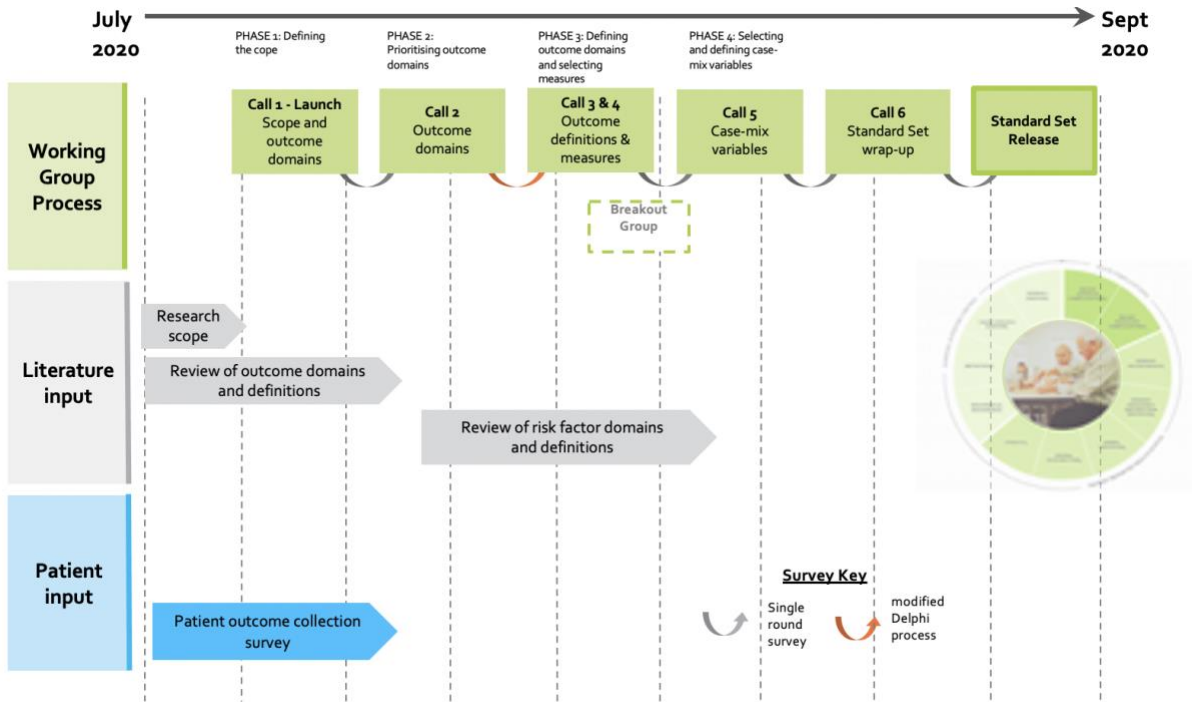 July
2020
Sept
2020
PHASE 1: Defining
the cope
PHASE 2:
Prioritising outcome
domains
PHASE 3: Defining
outcome domains
and selecting
measures
PHASE 4: Selecting
and defining case-
mix variables
Working
Group
Process
Call 1 - Launch
Scope and
outcome
domains
Call 2
Outcome
domains
Call 3 & 4
Outcome
definitions &
measures
Call 5
Case-mix
variables
Call 6
Standard Set
wrap-up
Standard Set
Release
Breakout
Group
Literature
input
Research
scope
Review of outcome domains
and definitions
Review of risk factor domains
and definitions
Patient
input
Patient outcome collection
survey
Survey Key
Single
round
survey
modified
Delphi
process